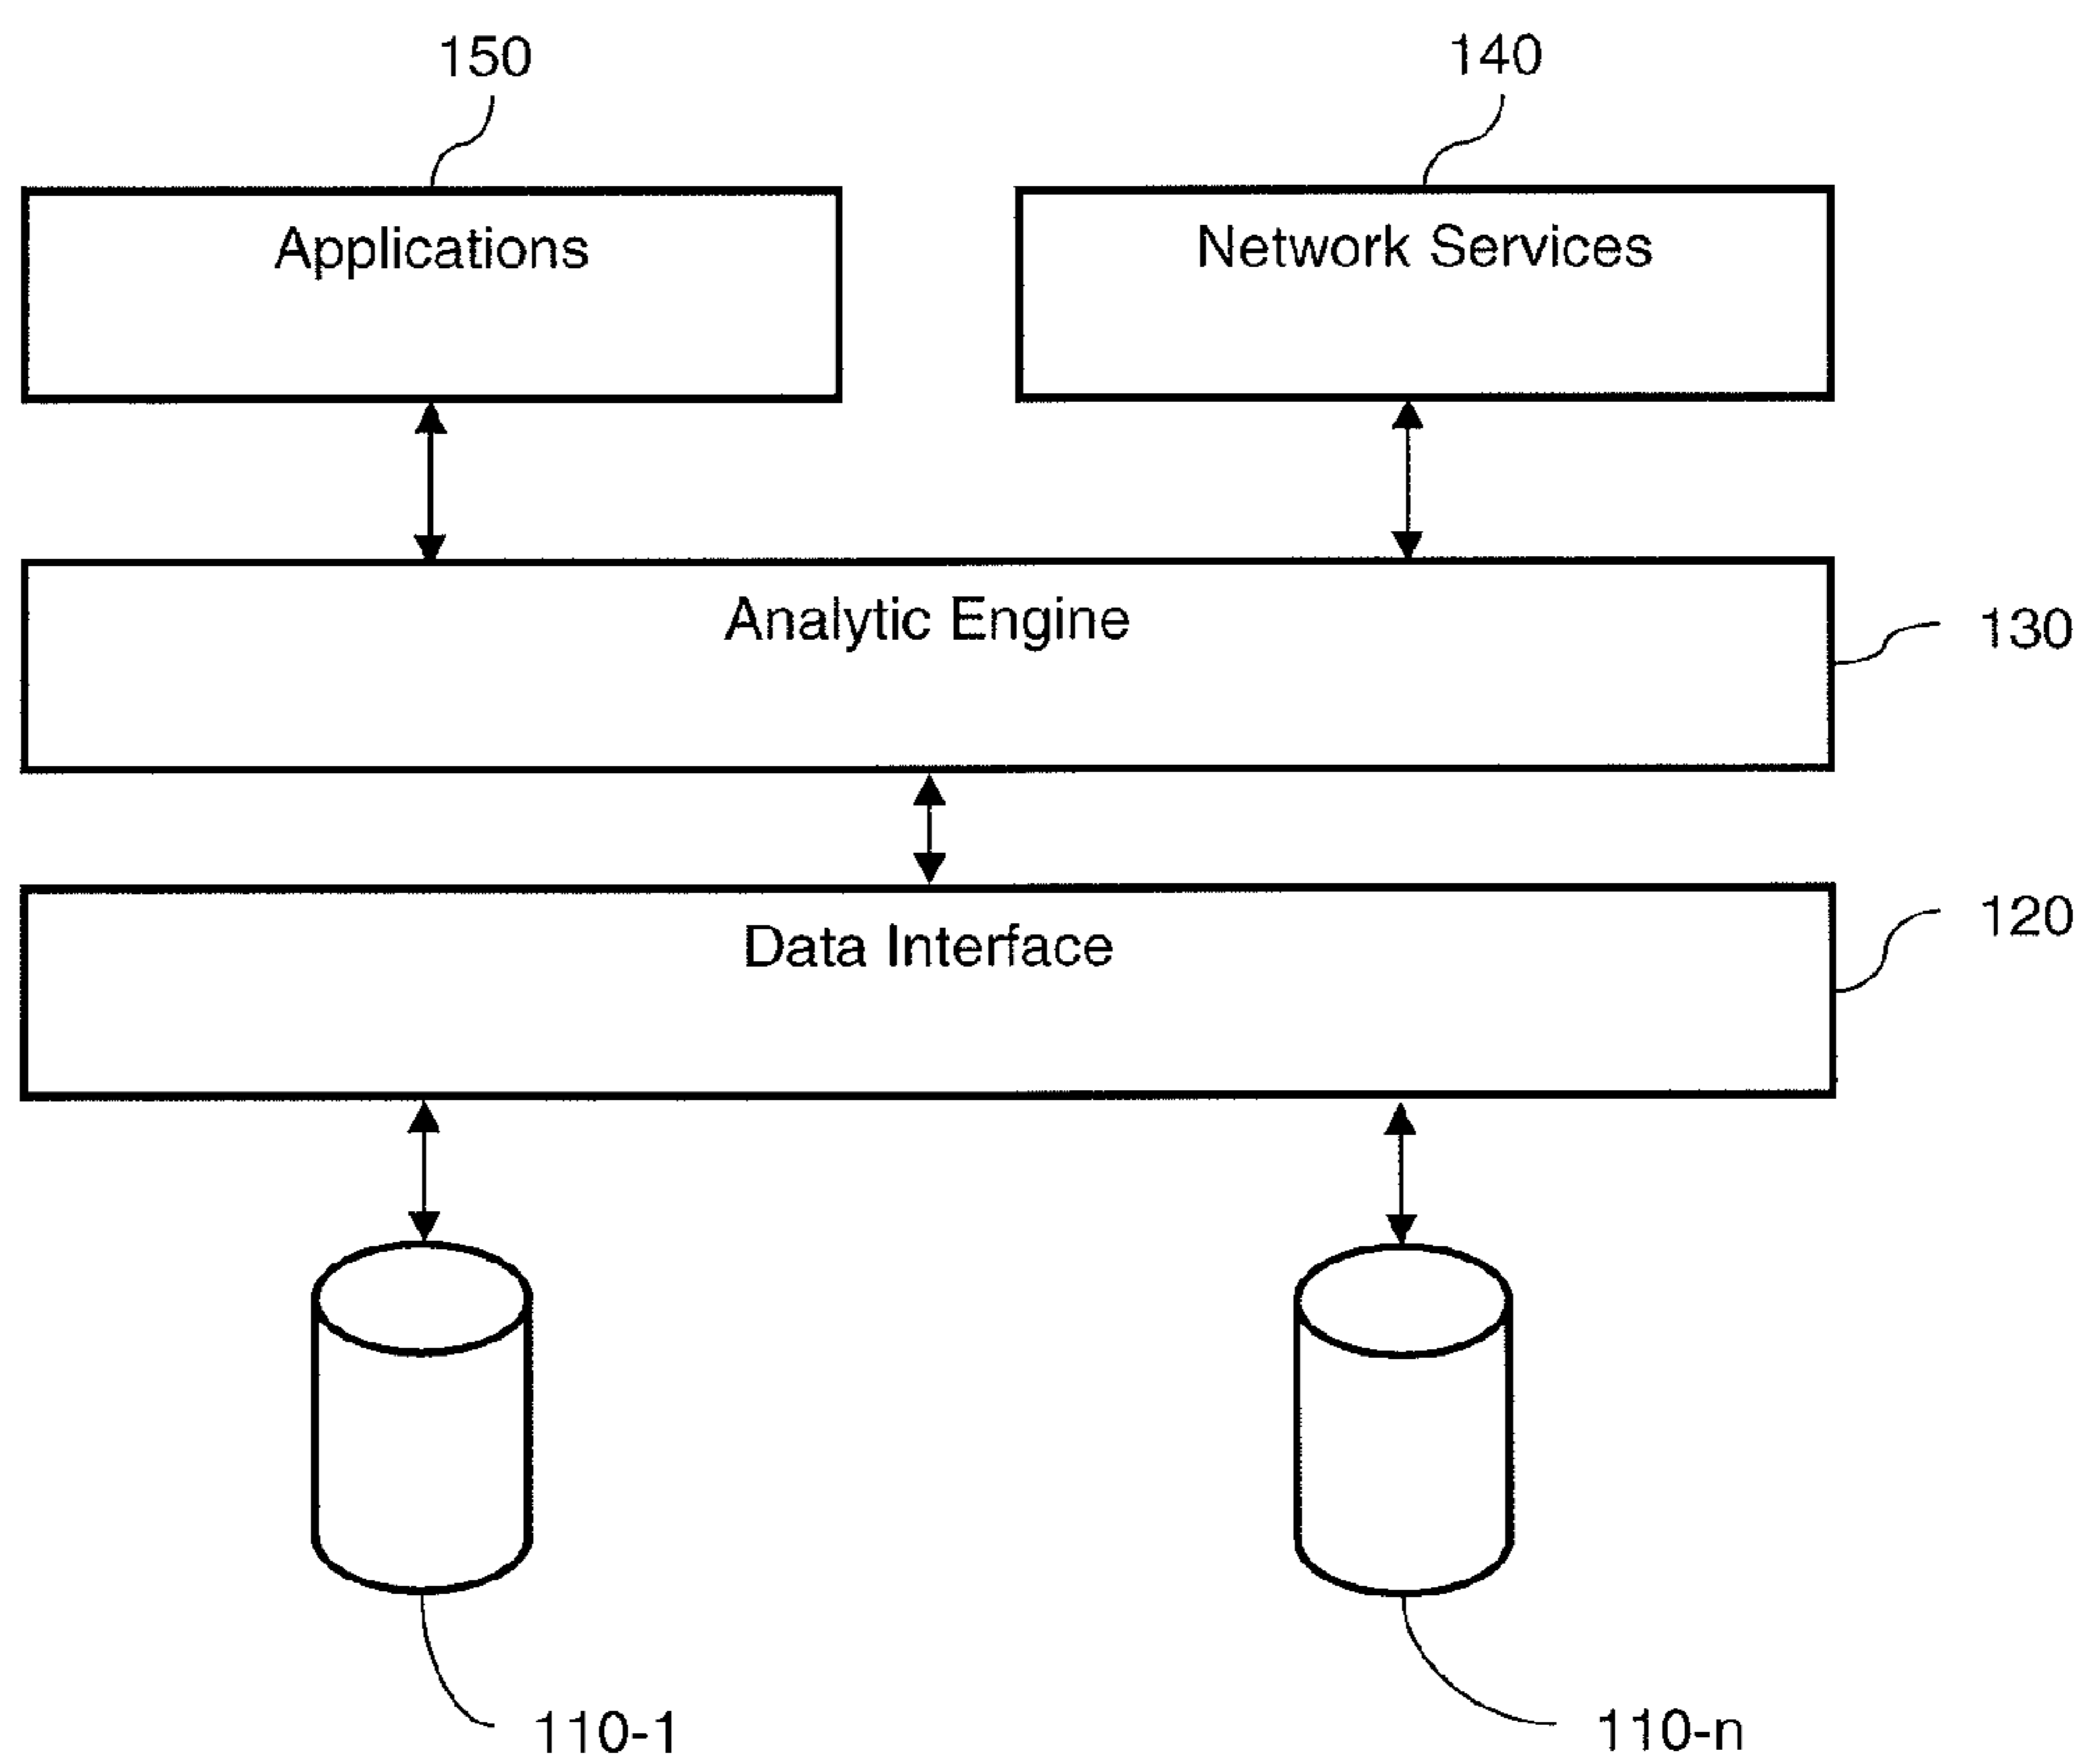 150
140
Applications
Network Services
Analytic Engine
130
120
Data Interface
110-1
110-n